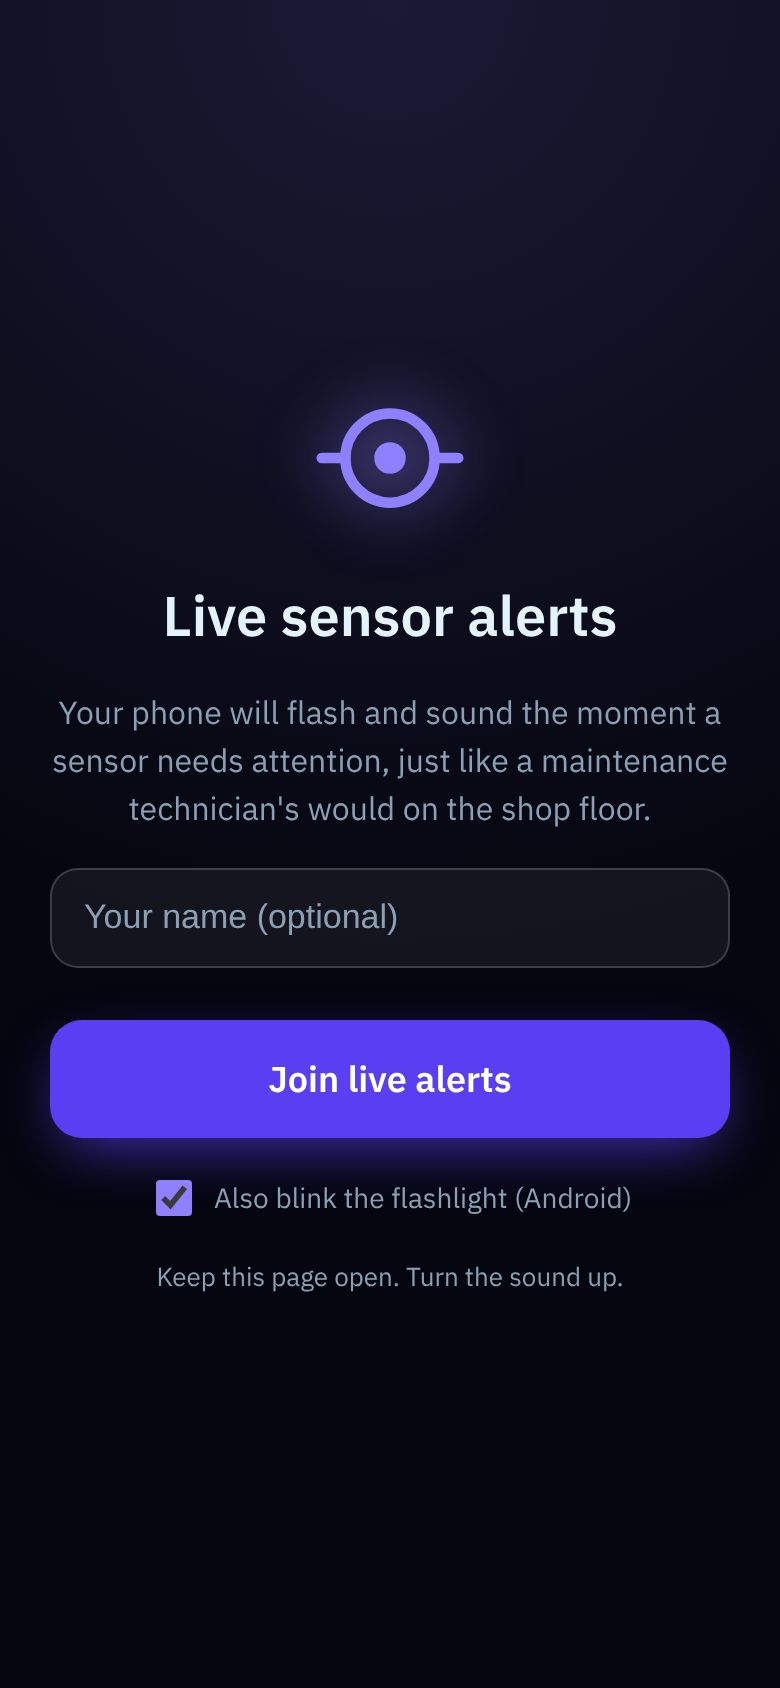 Live sensor alerts
Your phone will flash and sound the moment a
sensor needs attention, just like a maintenance
technician's would on the shop floor.
Your name (optional)
Join live alerts
Also blink the flashlight (Android)
Keep this page open. Turn the sound up.